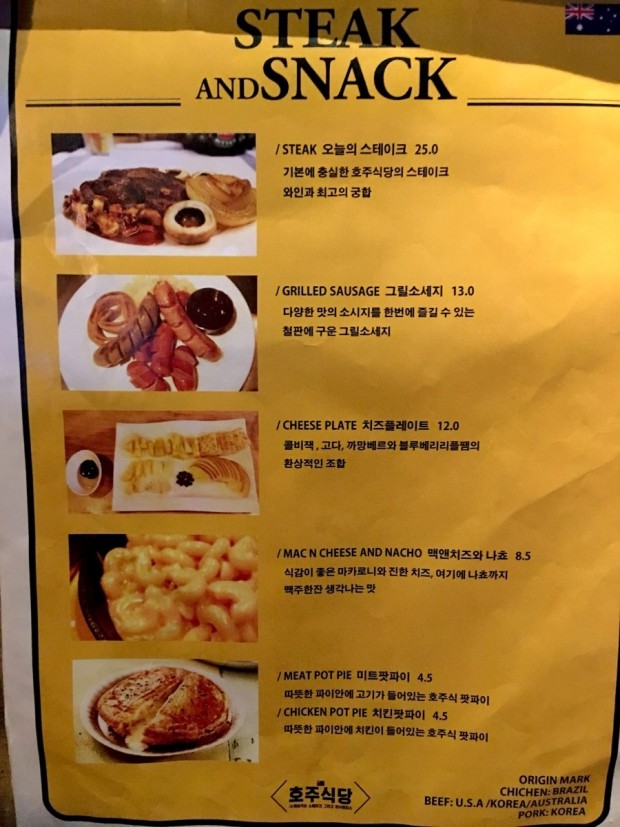 STEAK
AND SNACK
/ STEAK 오늘의 스테이크 25.0
기본에 충실한 호주식당의 스테이크
와인과 최고의 궁합
/ GRILLED SAUSAGE 그릴소세지 13.0
다양한 맛의 소시지를 한번에 즐길 수 있는
철판에 구운 그릴소세지
/ CHEESE PLATE 치즈플레이트 12.0
콜비잭 , 고다, 까망베르와 블루베리리플잼의
환상적인 조합
/ MAC N CHEESE AND NACHO 맥앤치즈와 나쵸 8.5
식감이 좋은 마카로니와 진한 치즈, 여기에 나쵸까지
맥주한잔 생각나는 맛
/ MEAT POT PIE 미트팟파이 4.5
따뜻한 파이안에 고기가 들어있는 호주식 팟파이
/ CHICKEN POT PIE 치킨팟파이 4.5
따뜻한 파이안에 치킨이 들어있는 호주식 팟파이
호주식당
ORIGIN MARK
CHICHEN: BRAZIL
BEEF: U.S.A /KOREA/AUSTRALIA
PORK: KOREA